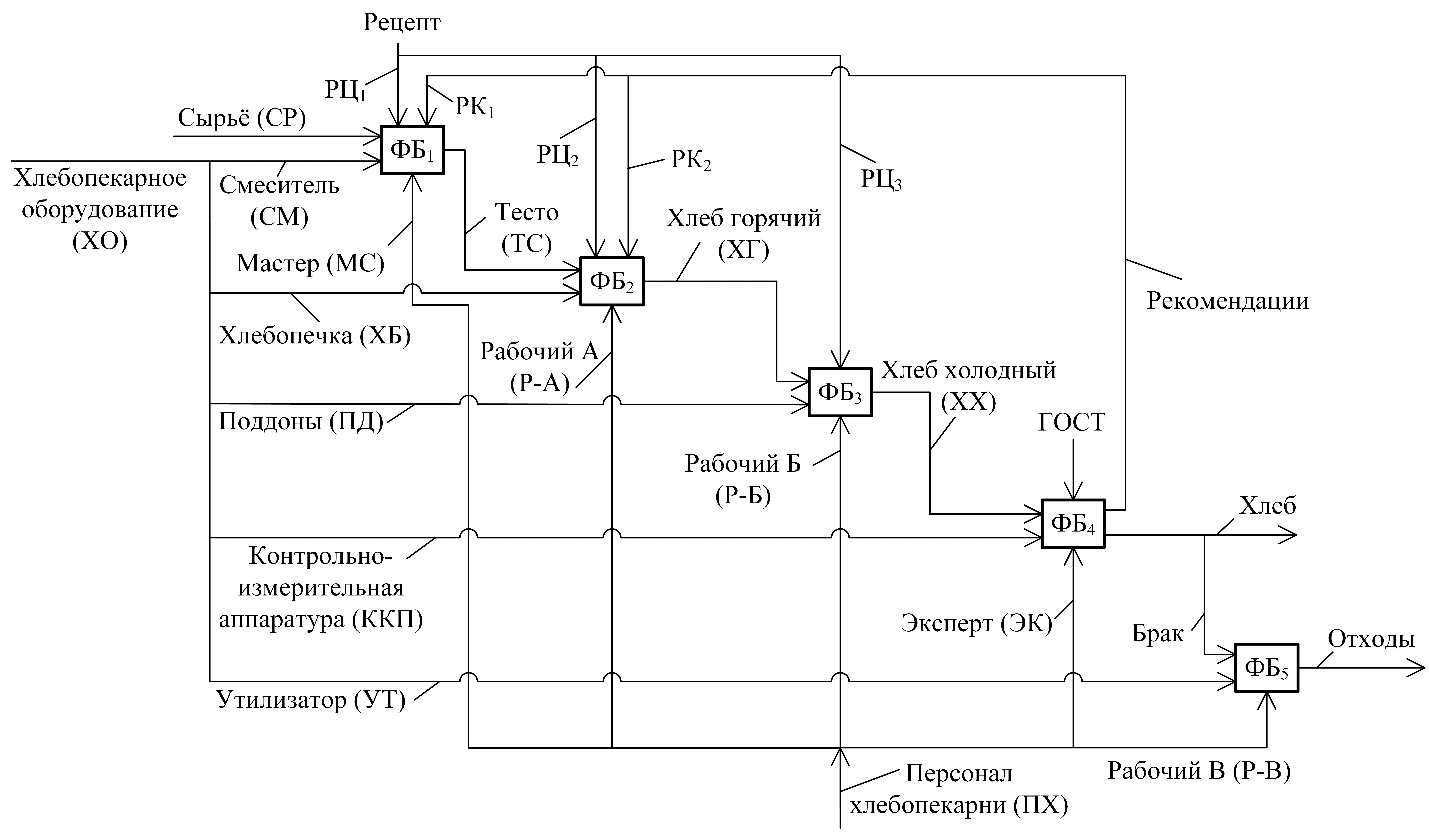 Рецепт
РЦ₁
РК₁
Сырьё (СР)
ФБ₁
РЦ₂
РК₂
РЦ₃
Хлебопекарное
оборудование
(ХО)
Смеситель
(СМ)
Мастер (МС)
Тесто
(ТС)
Хлеб горячий
(ХГ)
ФБ₂
Рекомендации
Хлебопечка (ХБ)
Рабочий А
(Р-А)
ФБ₃
Хлеб холодный
(ХХ)
Поддоны (ПД)
ГОСТ
Рабочий Б
(Р-Б)
ФБ₄
Хлеб
Контрольно-
измерительная
аппаратура (ККП)
Эксперт (ЭК)
Брак
Отходы
ФБ₅
Утилизатор (УТ)
Персонал
хлебопекарни (ПХ)
Рабочий В (Р-В)